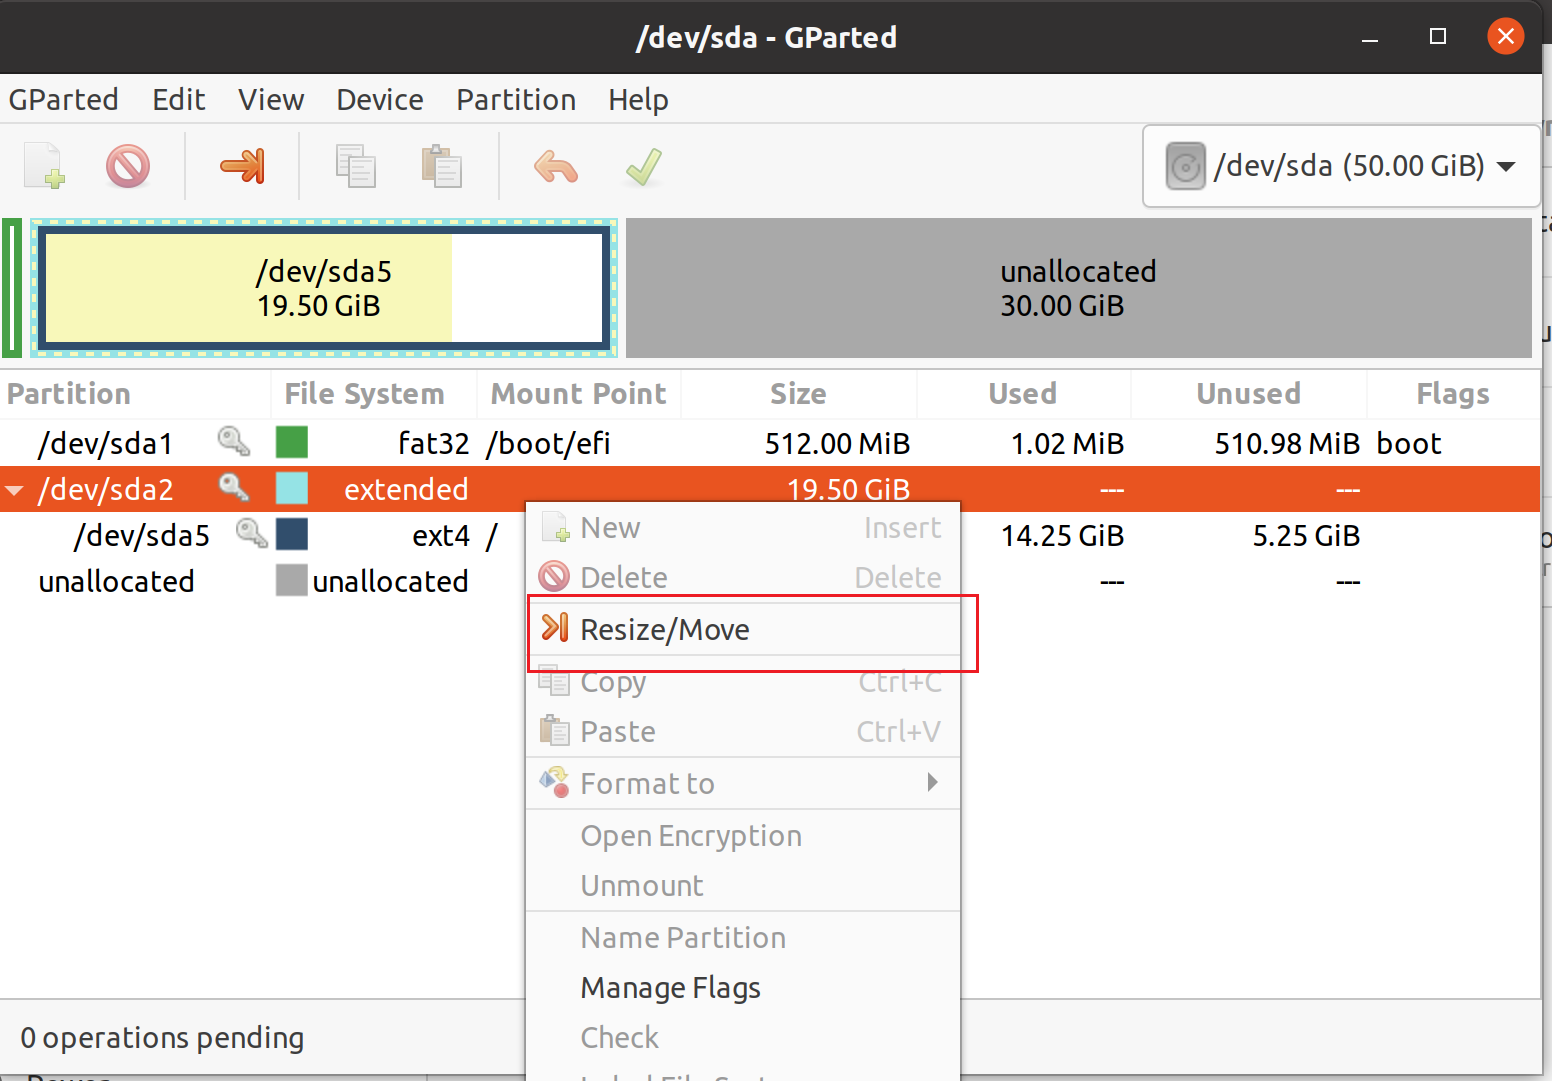 /dev/sda - GParted
GParted Edit View Device Partition Help
/dev/sda (50.00 GiB)
/dev/sda5
19.50 GiB
unallocated
30.00 GiB
Partition File System Mount Point Size Used Unused Flags
/dev/sda1 fat32 /boot/efi 512.00 MiB 1.02 MiB 510.98 MiB boot
/dev/sda2 extended 19.50 GiB --- ---
/dev/sda5 ext4 / 14.25 GiB 5.25 GiB
unallocated unallocated --- ---
New Insert
Delete Delete
Resize/Move
Copy Ctrl+C
Paste Ctrl+V
Format to
Open Encryption
Unmount
Name Partition
Manage Flags
Check
0 operations pending